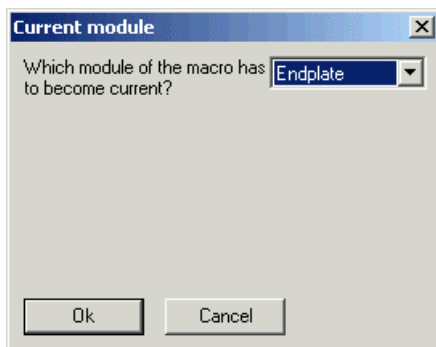 Current module
Which module of the macro has Endplate
to become current?
Ok Cancel